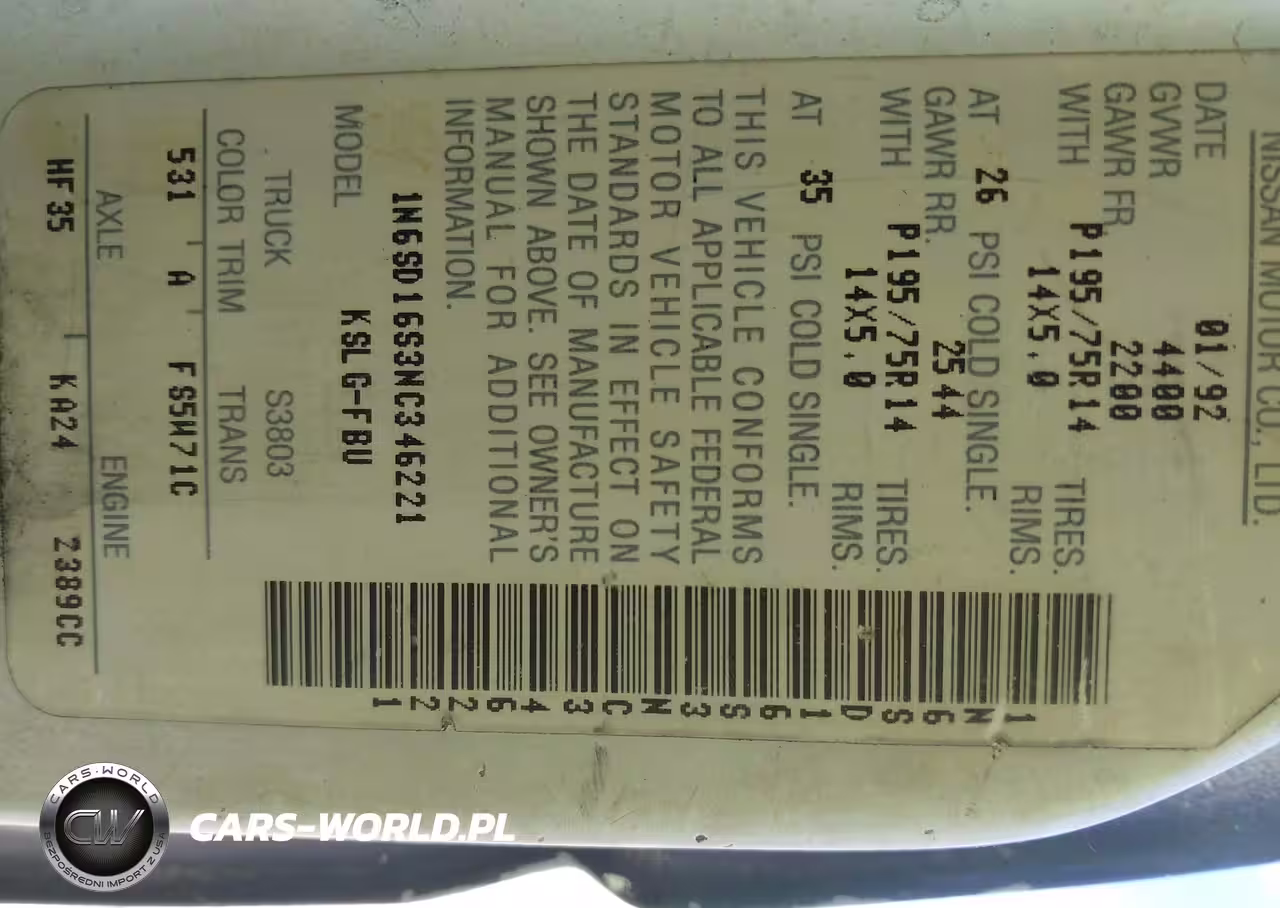 NISSAN MOTOR CO., LTD.
DATE 01/92
GVWR 4400
GAWR FR. 2200
WITH P195/75R14 TIRES.
14X5.0 RIMS.
AT 26 PSI COLD SINGLE.
GAWR RR. 2544
WITH P195/75R14 TIRES.
14X5.0 RIMS.
AT 35 PSI COLD SINGLE.
THIS VEHICLE CONFORMS
TO ALL APPLICABLE FEDERAL
MOTOR VEHICLE SAFETY
STANDARDS IN EFFECT ON
THE DATE OF MANUFACTURE
SHOWN ABOVE. SEE OWNER'S
MANUAL FOR ADDITIONAL
INFORMATION.
1N6SD16S3NC346221
MODEL KSLG-FBU
TRUCK S3803
COLOR TRIM TRANS
531 A FS5W71C
AXLE ENGINE
HF35 KA24 2389CC
1N6SD16S3NC346221
CARS-WORLD
CW
BEZPOŚREDNI IMPORT Z USA
CARS-WORLD.PL